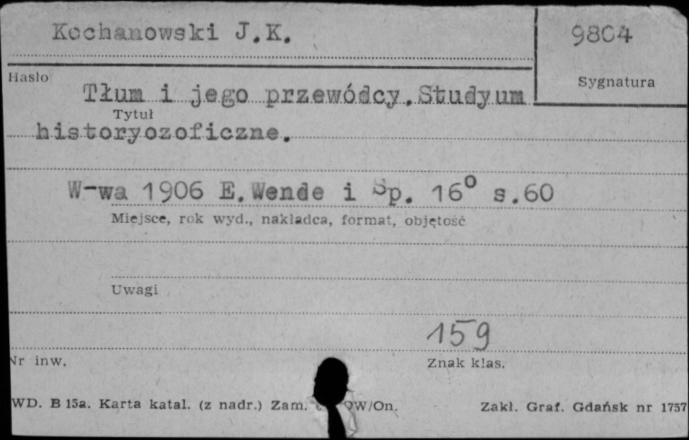 Kochanowski J.K.
9804
Hasło
Sygnatura
Tłum i jego przewódcy. Studyum
Tytuł
historyozoficzne.
W-wa 1906 E.Wende i Sp. 16° s.60
Miejsce, rok wyd., nakładca, format, objętość
Uwagi
159
Nr inw.
Znak klas.
WD. B 15a. Karta katal. (z nadr.) Zam. OW/On.
Zakł. Graf. Gdańsk nr 1757